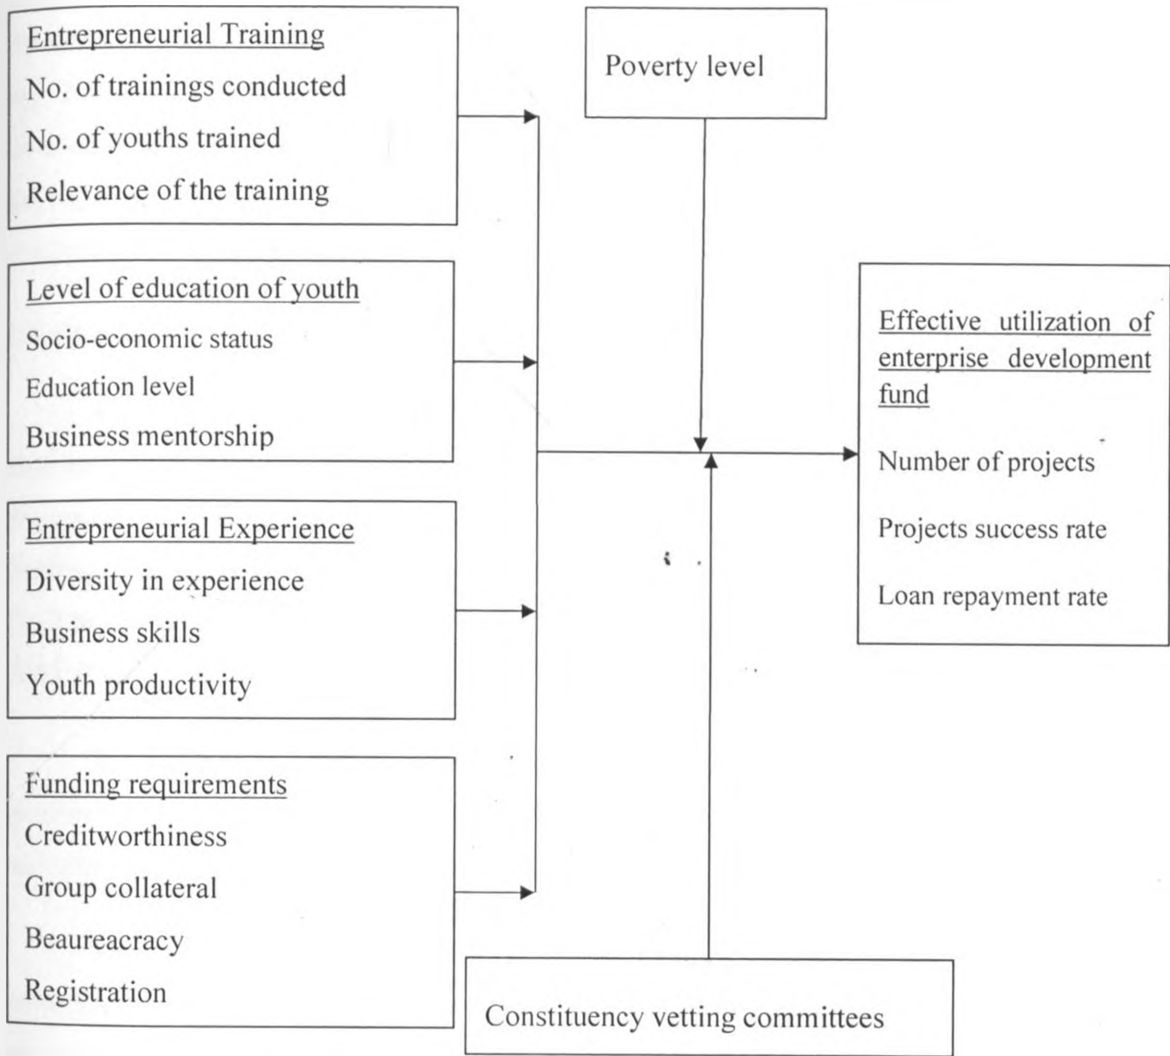 Entrepreneurial Training
No. of trainings conducted
No. of youths trained
Relevance of the training
Poverty level
Level of education of youth
Socio-economic status
Education level
Business mentorship
Entrepreneurial Experience
Diversity in experience
Business skills
Youth productivity
Funding requirements
Creditworthiness
Group collateral
Beaureacracy
Registration
Constituency vetting committees
Effective utilization of
enterprise development
fund
Number of projects
Projects success rate
Loan repayment rate